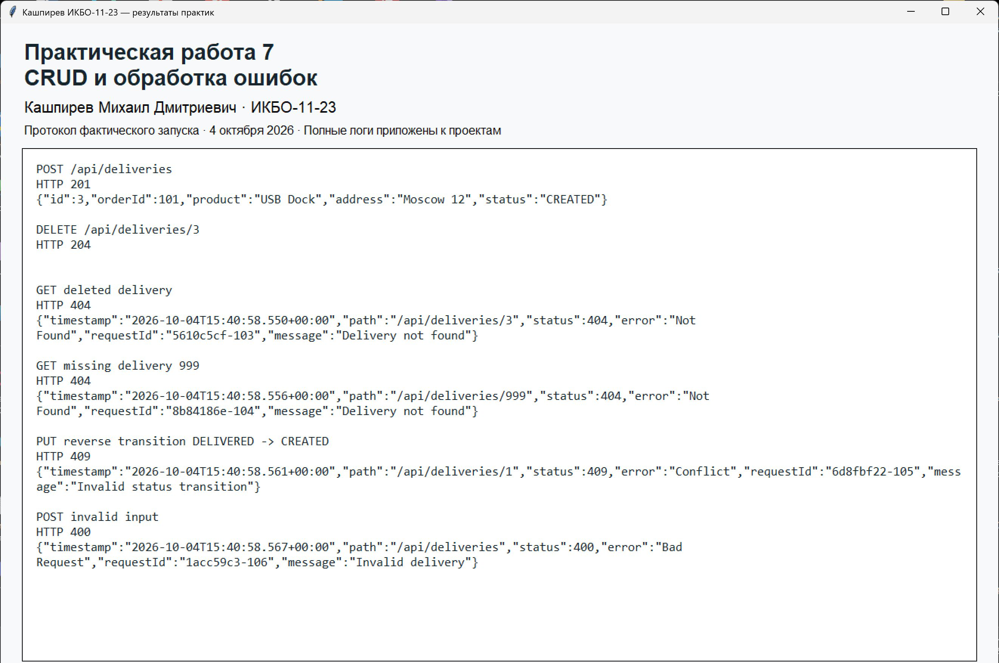 Кашпирев ИКБО-11-23 — результаты практик
Практическая работа 7
CRUD и обработка ошибок
Кашпирев Михаил Дмитриевич · ИКБО-11-23
Протокол фактического запуска · 4 октября 2026 · Полные логи приложены к проектам
POST /api/deliveries
HTTP 201
{"id":3,"orderId":101,"product":"USB Dock","address":"Moscow 12","status":"CREATED"}
DELETE /api/deliveries/3
HTTP 204
GET deleted delivery
HTTP 404
{"timestamp":"2026-10-04T15:40:58.550+00:00","path":"/api/deliveries/3","status":404,"error":"Not
Found","requestId":"5610c5cf-103","message":"Delivery not found"}
GET missing delivery 999
HTTP 404
{"timestamp":"2026-10-04T15:40:58.556+00:00","path":"/api/deliveries/999","status":404,"error":"Not
Found","requestId":"8b84186e-104","message":"Delivery not found"}
PUT reverse transition DELIVERED -> CREATED
HTTP 409
{"timestamp":"2026-10-04T15:40:58.561+00:00","path":"/api/deliveries/1","status":409,"error":"Conflict","requestId":"6d8fbf22-105","mess
age":"Invalid status transition"}
POST invalid input
HTTP 400
{"timestamp":"2026-10-04T15:40:58.567+00:00","path":"/api/deliveries","status":400,"error":"Bad
Request","requestId":"1acc59c3-106","message":"Invalid delivery"}